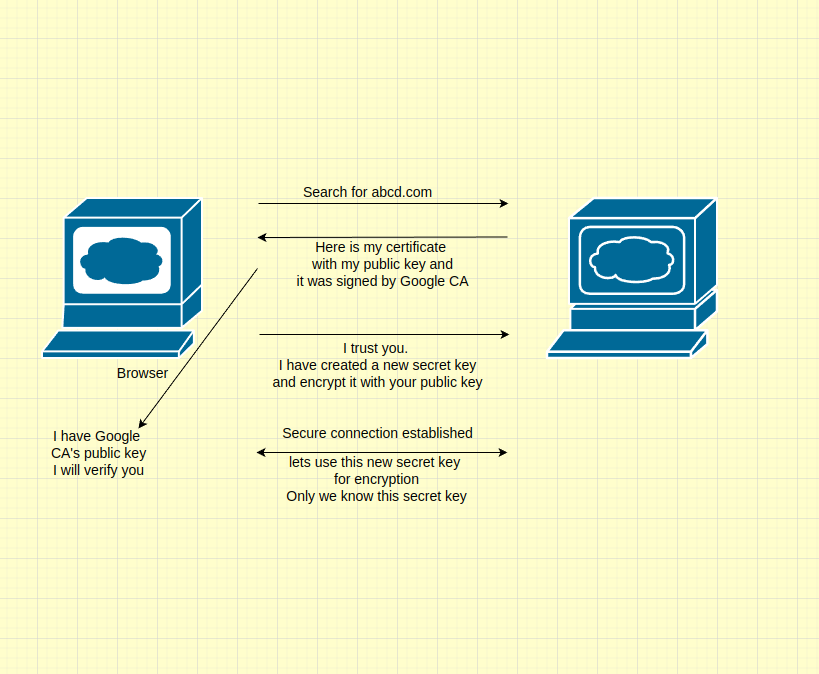 Search for abcd.com
Here is my certificate
with my public key and
it was signed by Google CA
I trust you.
I have created a new secret key
and encrypt it with your public key
Browser
I have Google
CA's public key
I will verify you
Secure connection established
lets use this new secret key
for encryption
Only we know this secret key